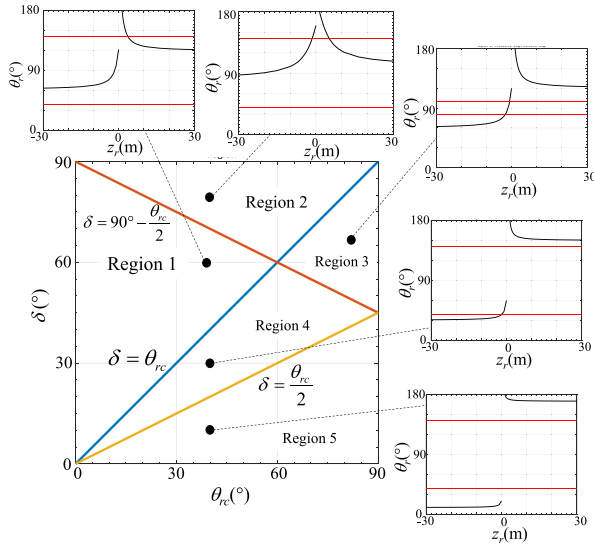 180
90
0
-30
0
30
θr(°)
zr(m)
180
90
0
-30
0
30
θr(°)
zr(m)
180
90
0
-30
0
30
θr(°)
zr(m)
90
60
30
0
δ(°)
Region 2
δ = 90° − θrc/2
Region 1
Region 3
Region 4
δ = θrc
δ = θrc/2
Region 5
0
30
60
90
θrc(°)
180
90
0
-30
0
30
θr(°)
zr(m)
180
90
0
-30
0
30
θr(°)
zr(m)